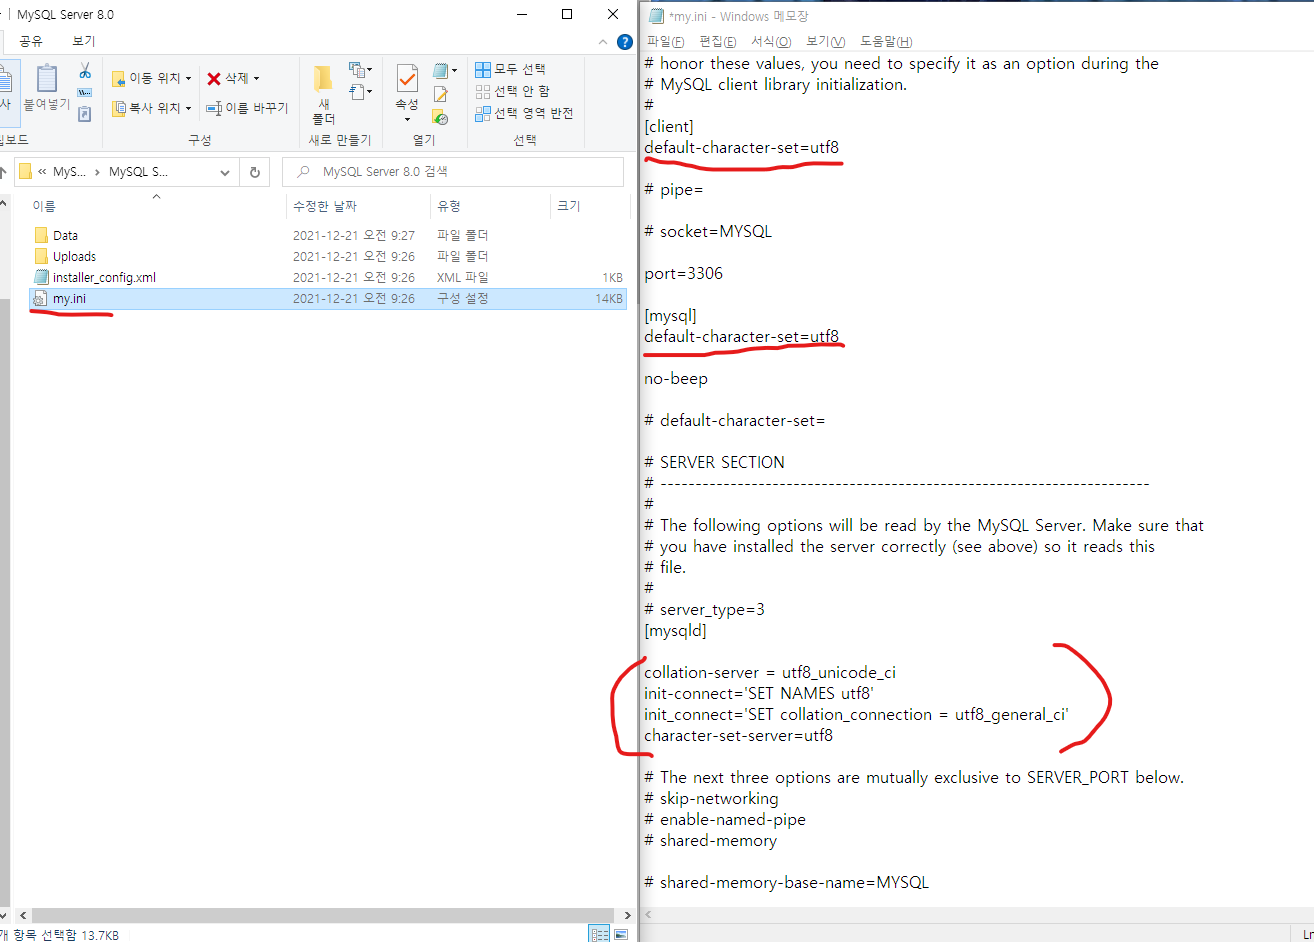 MySQL Server 8.0
공유 보기
이동 위치
삭제
붙여넣기
복사 위치
이름 바꾸기
새
폴더
속성
모두 선택
선택 안 함
선택 영역 반전
구성
새로 만들기
열기
선택
« MyS... › MySQL S...
MySQL Server 8.0 검색
이름 수정한 날짜 유형 크기
Data 2021-12-21 오전 9:27 파일 폴더
Uploads 2021-12-21 오전 9:26 파일 폴더
installer_config.xml 2021-12-21 오전 9:26 XML 파일 1KB
my.ini 2021-12-21 오전 9:26 구성 설정 14KB
개 항목 선택함 13.7KB
*my.ini - Windows 메모장
파일(F) 편집(E) 서식(O) 보기(V) 도움말(H)
# honor these values, you need to specify it as an option during the
# MySQL client library initialization.
#
[client]
default-character-set=utf8
# pipe=
# socket=MYSQL
port=3306
[mysql]
default-character-set=utf8
no-beep
# default-character-set=
# SERVER SECTION
# ----------------------------------------------------------------------
#
# The following options will be read by the MySQL Server. Make sure that
# you have installed the server correctly (see above) so it reads this
# file.
#
# server_type=3
[mysqld]
collation-server = utf8_unicode_ci
init-connect='SET NAMES utf8'
init_connect='SET collation_connection = utf8_general_ci'
character-set-server=utf8
# The next three options are mutually exclusive to SERVER_PORT below.
# skip-networking
# enable-named-pipe
# shared-memory
# shared-memory-base-name=MYSQL